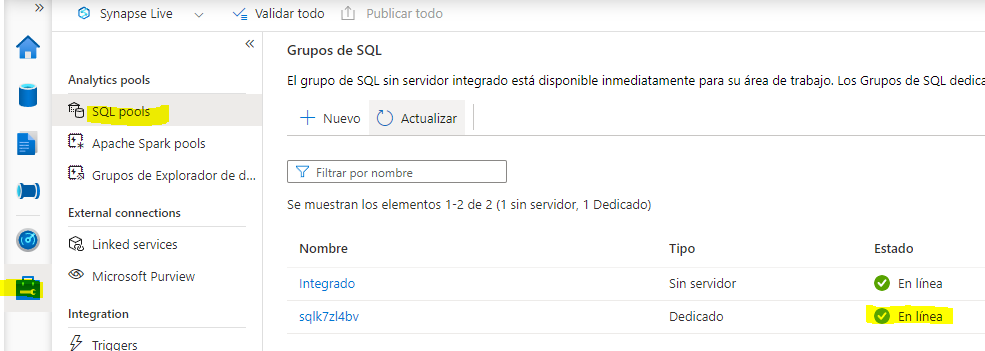 » Synapse Live Validar todo Publicar todo
«
Analytics pools
SQL pools
Apache Spark pools
Grupos de Explorador de d...
External connections
Linked services
Microsoft Purview
Integration
Triggers
Grupos de SQL
El grupo de SQL sin servidor integrado está disponible inmediatamente para su área de trabajo. Los Grupos de SQL dedica
Nuevo Actualizar
Filtrar por nombre
Se muestran los elementos 1-2 de 2 (1 sin servidor, 1 Dedicado)
Nombre Tipo Estado
Integrado Sin servidor En línea
sqlk7zl4bv Dedicado En línea